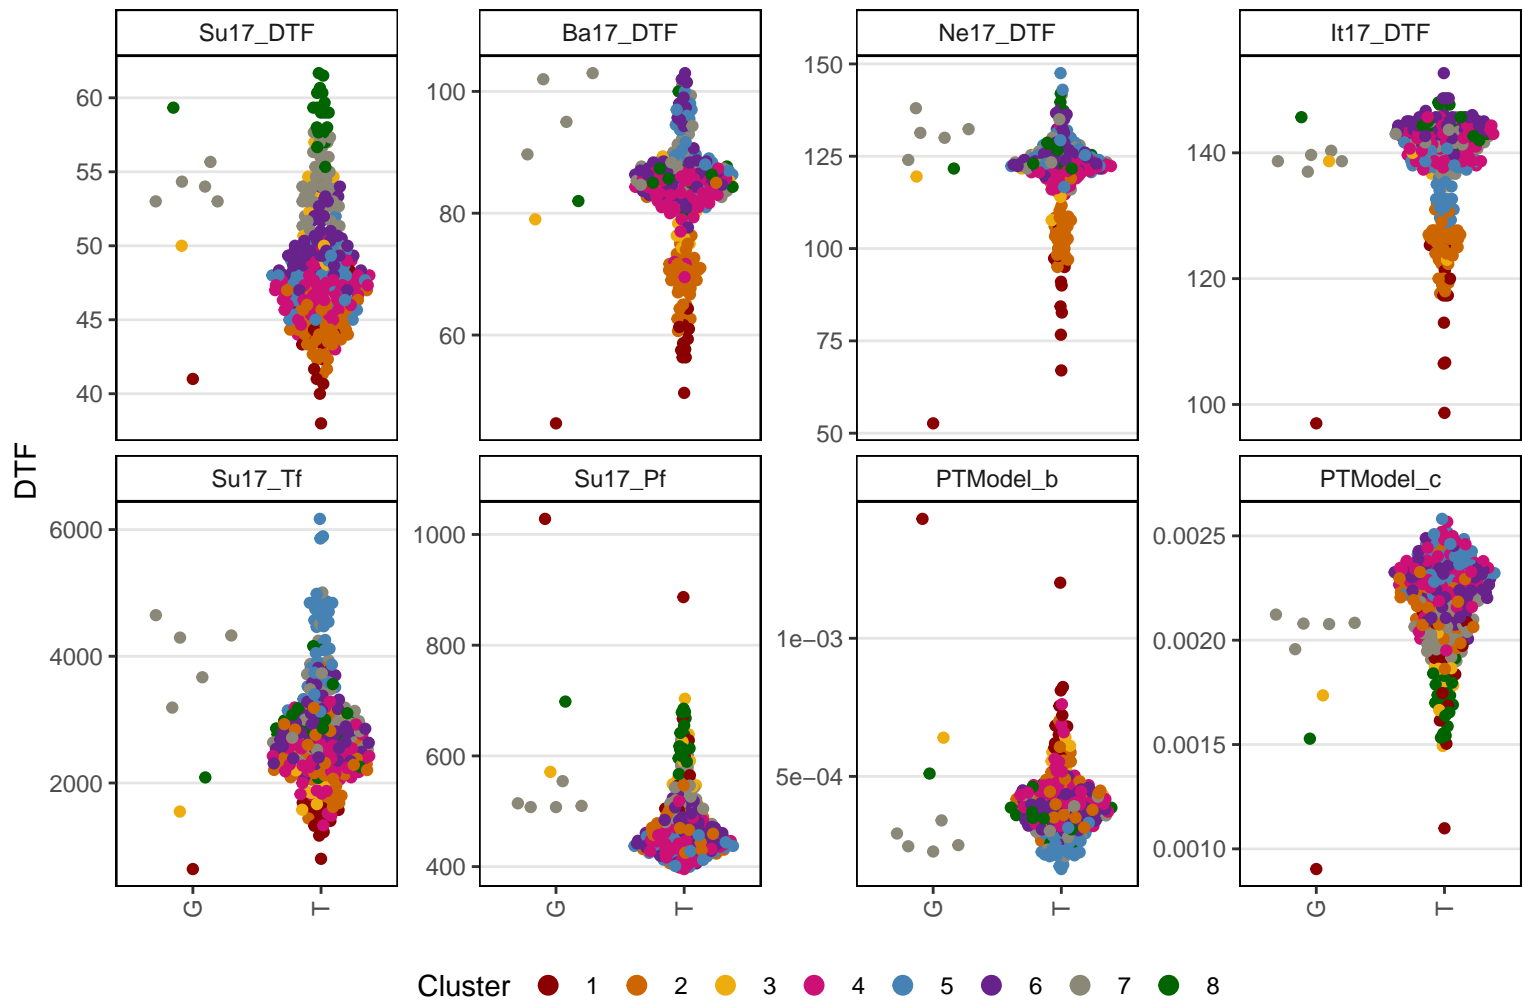 Su17_DTF
Ba17_DTF
Ne17_DTF
It17_DTF
60
55
50
45
40
100
80
60
150
125
100
75
50
140
120
100
DTF
Su17_Tf
Su17_Pf
PTModel_b
PTModel_c
6000
4000
2000
1000
800
600
400
1e−03
5e−04
0.0025
0.0020
0.0015
0.0010
G T
G T
G T
G T
Cluster 1 2 3 4 5 6 7 8